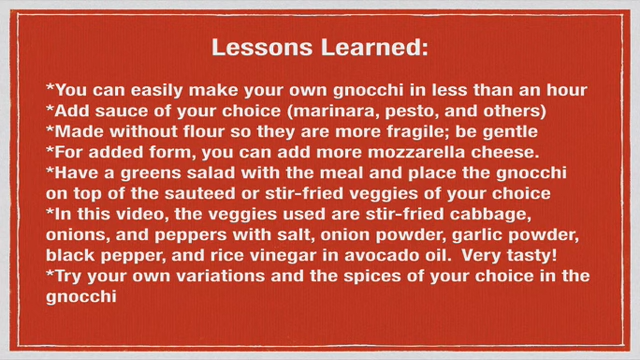 Lessons Learned:
*You can easily make your own gnocchi in less than an hour
*Add sauce of your choice (marinara, pesto, and others)
*Made without flour so they are more fragile; be gentle
*For added form, you can add more mozzarella cheese.
*Have a greens salad with the meal and place the gnocchi
on top of the sauteed or stir-fried veggies of your choice
*In this video, the veggies used are stir-fried cabbage,
onions, and peppers with salt, onion powder, garlic powder,
black pepper, and rice vinegar in avocado oil.  Very tasty!
*Try your own variations and the spices of your choice in the
gnocchi